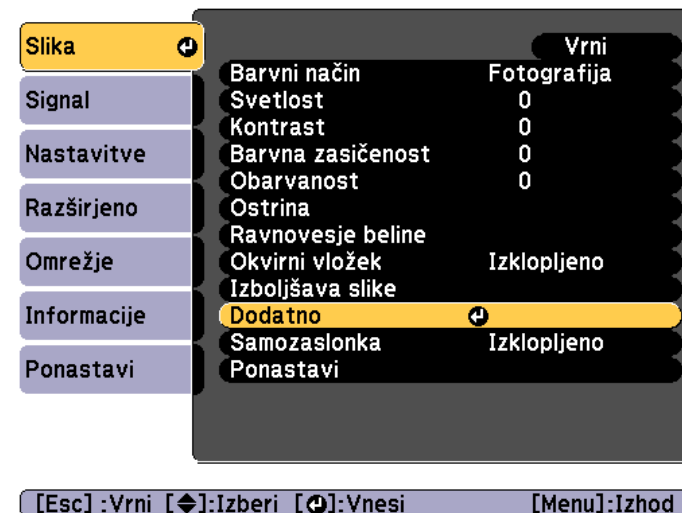 Slika
Signal
Nastavitve
Razširjeno
Omrežje
Informacije
Ponastavi
Vrni
Barvni način Fotografija
Svetlost 0
Kontrast 0
Barvna zasičenost 0
Obarvanost 0
Ostrina
Ravnovesje beline
Okvirni vložek Izklopljeno
Izboljšava slike
Dodatno
Samozaslonka Izklopljeno
Ponastavi
[Esc] :Vrni [◆]:Izberi [⏎]:Vnesi [Menu]:Izhod